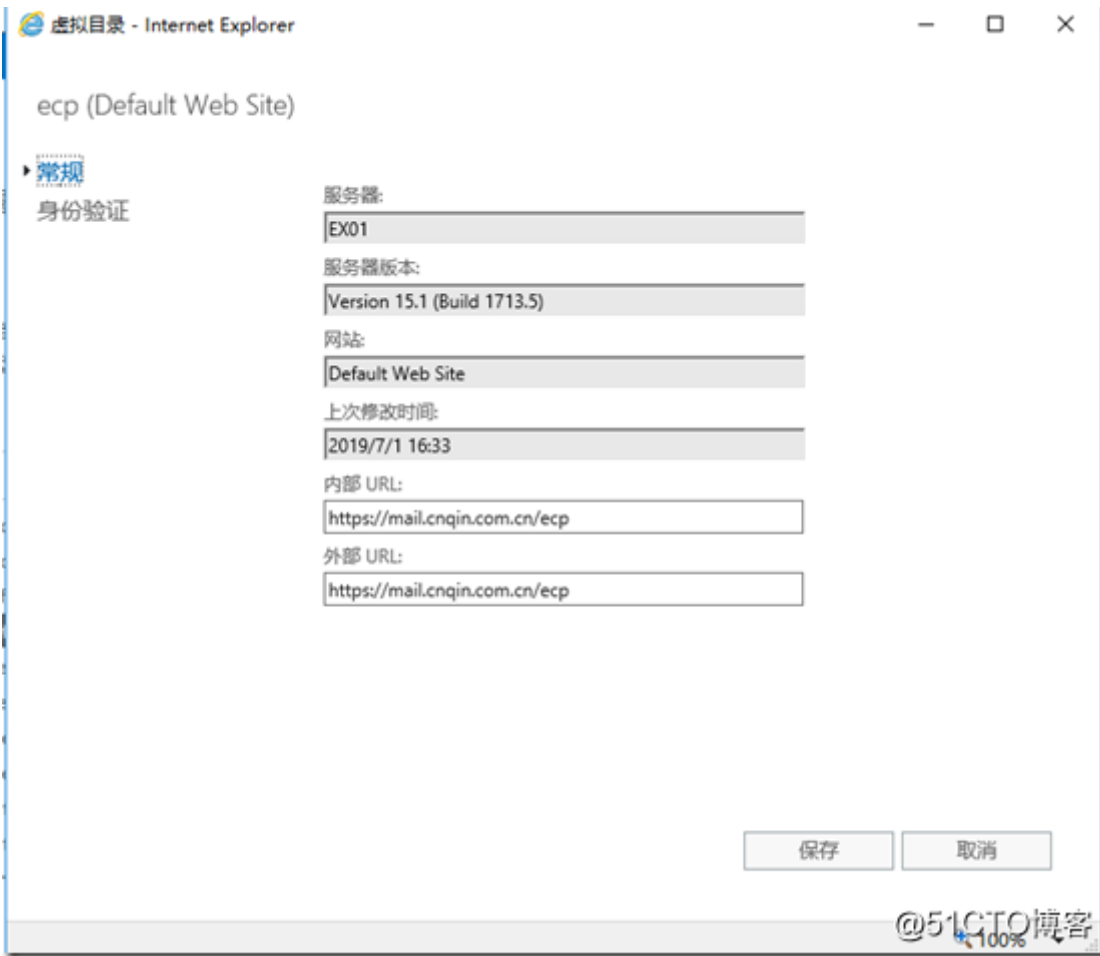 虚拟目录 - Internet Explorer
ecp (Default Web Site)
常规
身份验证
服务器:
EX01
服务器版本:
Version 15.1 (Build 1713.5)
网站:
Default Web Site
上次修改时间:
2019/7/1 16:33
内部 URL:
https://mail.cnqin.com.cn/ecp
外部 URL:
https://mail.cnqin.com.cn/ecp
保存
取消
@51CTO博客
100%